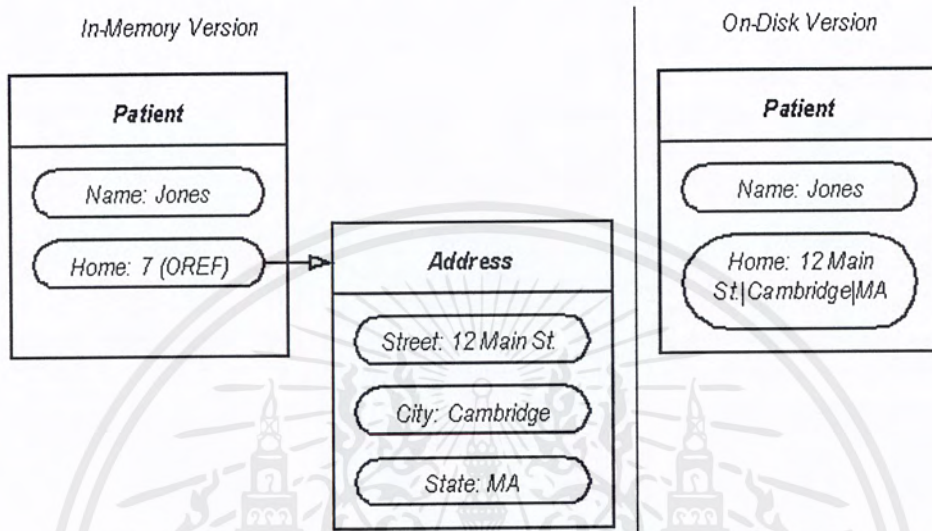 In-Memory Version
Patient
Name: Jones
Home: 7 (OREF)
Address
Street: 12 Main St.
City: Cambridge
State: MA
On-Disk Version
Patient
Name: Jones
Home: 12 Main
St.|Cambridge|MA